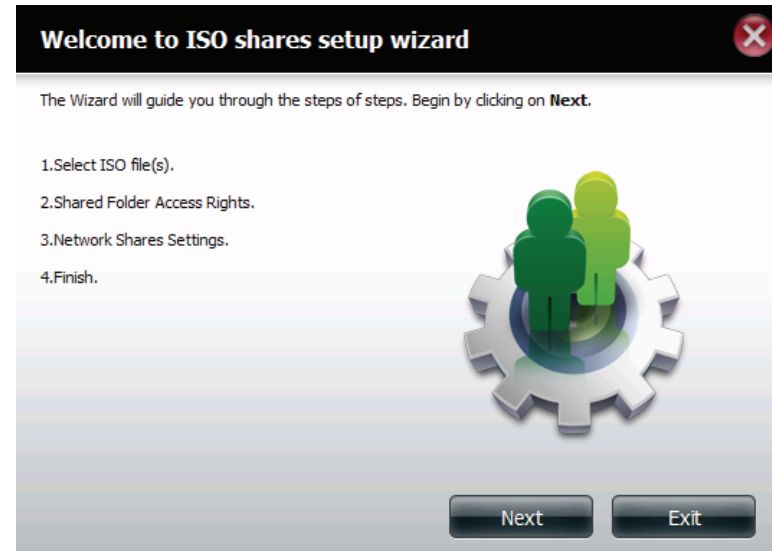 Welcome to ISO shares setup wizard
The Wizard will guide you through the steps of steps. Begin by clicking on Next.
1.Select ISO file(s).
2.Shared Folder Access Rights.
3.Network Shares Settings.
4.Finish.
Next
Exit